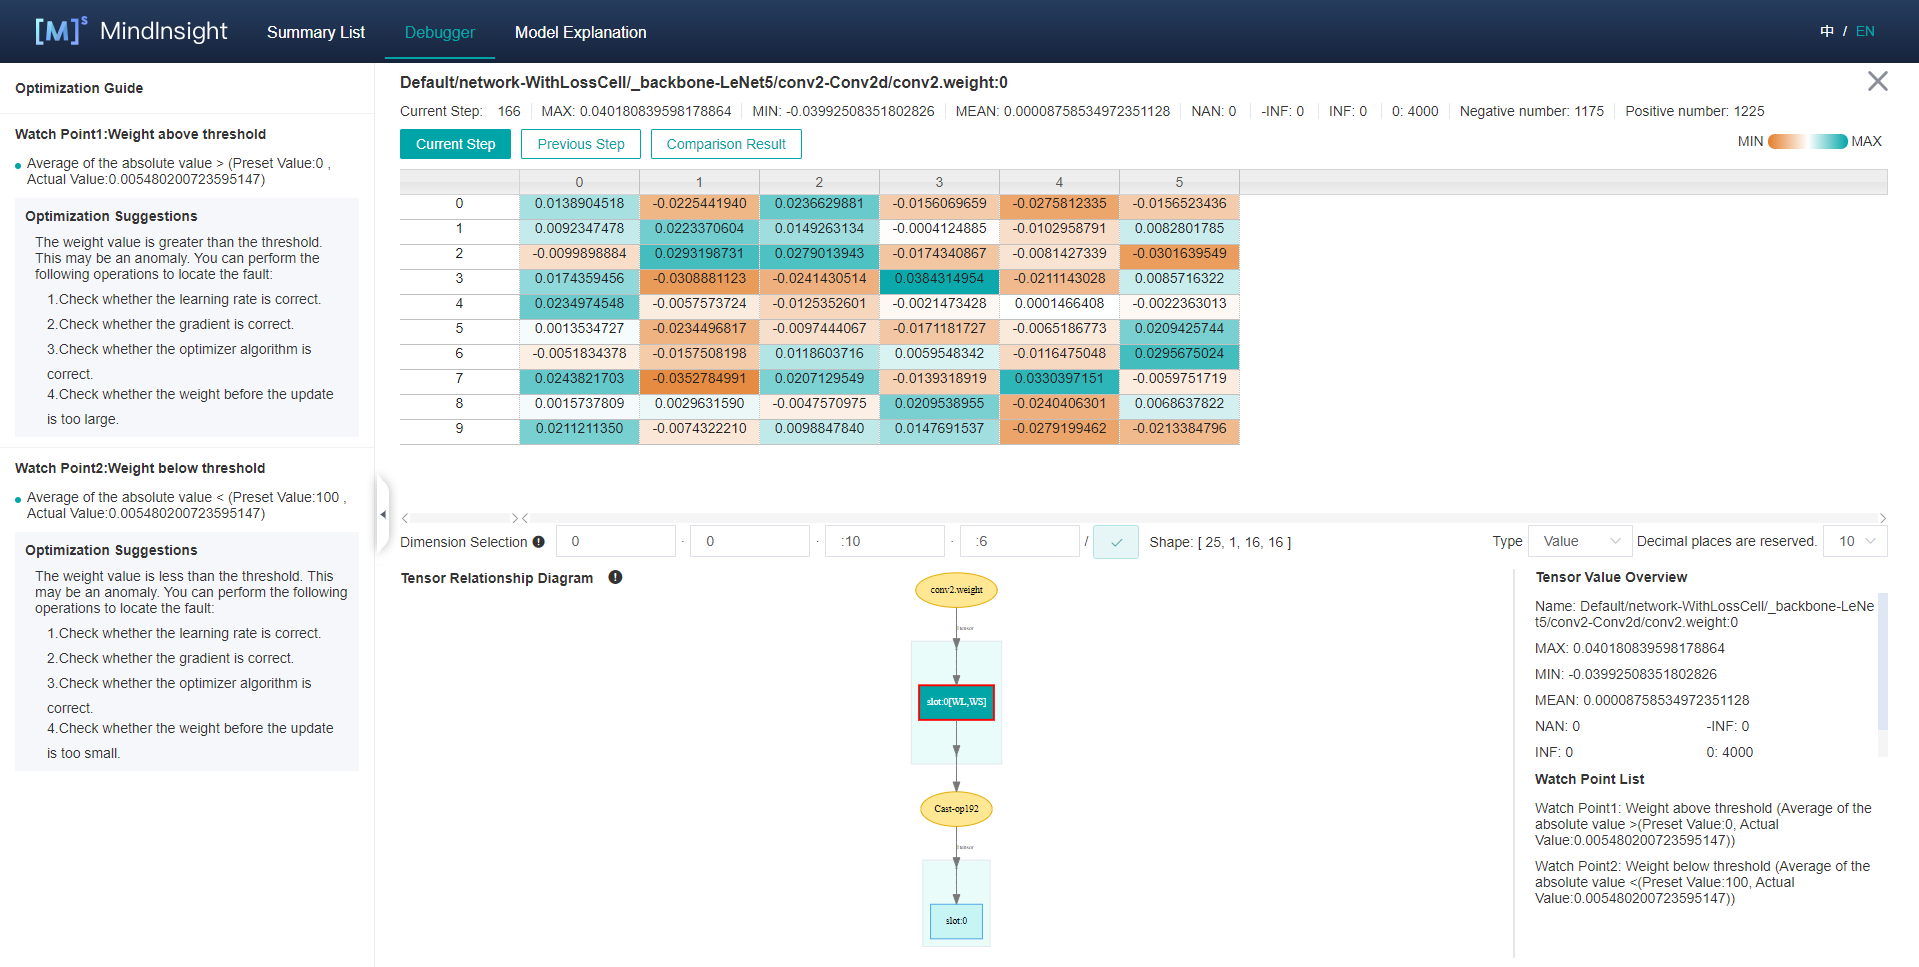 [M]s MindInsight Summary List Debugger Model Explanation 中 / EN
Optimization Guide
Watch Point1:Weight above threshold
Average of the absolute value > (Preset Value:0 ,
Actual Value:0.005480200723595147)
Optimization Suggestions
The weight value is greater than the threshold.
This may be an anomaly. You can perform the
following operations to locate the fault:
1.Check whether the learning rate is correct.
2.Check whether the gradient is correct.
3.Check whether the optimizer algorithm is
correct.
4.Check whether the weight before the update
is too large.
Watch Point2:Weight below threshold
Average of the absolute value < (Preset Value:100 ,
Actual Value:0.005480200723595147)
Optimization Suggestions
The weight value is less than the threshold. This
may be an anomaly. You can perform the following
operations to locate the fault:
1.Check whether the learning rate is correct.
2.Check whether the gradient is correct.
3.Check whether the optimizer algorithm is
correct.
4.Check whether the weight before the update
is too small.
Default/network-WithLossCell/_backbone-LeNet5/conv2-Conv2d/conv2.weight:0
Current Step: 166 MAX: 0.040180839598178864 MIN: -0.03992508351802826 MEAN: 0.00008758534972351128 NAN: 0 -INF: 0 INF: 0 0: 4000 Negative number: 1175 Positive number: 1225
Current Step Previous Step Comparison Result MIN MAX
0 1 2 3 4 5
0 0.0138904518 -0.0225441940 0.0236629881 -0.0156069659 -0.0275812335 -0.0156523436
1 0.0092347478 0.0223370604 0.0149263134 -0.0004124885 -0.0102958791 0.0082801785
2 -0.0099898884 0.0293198731 0.0279013943 -0.0174340867 -0.0081427339 -0.0301639549
3 0.0174359456 -0.0308881123 -0.0241430514 0.0384314954 -0.0211143028 0.0085716322
4 0.0234974548 -0.0057573724 -0.0125352601 -0.0021473428 0.0001466408 -0.0022363013
5 0.0013534727 -0.0234496817 -0.0097444067 -0.0171181727 -0.0065186773 0.0209425744
6 -0.0051834378 -0.0157508198 0.0118603716 0.0059548342 -0.0116475048 0.0295675024
7 0.0243821703 -0.0352784991 0.0207129549 -0.0139318919 0.0330397151 -0.0059751719
8 0.0015737809 0.0029631590 -0.0047570975 0.0209538955 -0.0240406301 0.0068637822
9 0.0211211350 -0.0074322210 0.0098847840 0.0147691537 -0.0279199462 -0.0213384796
Dimension Selection 0 · 0 · :10 · :6 / Shape: [ 25, 1, 16, 16 ] Type Value Decimal places are reserved. 10
Tensor Relationship Diagram
conv2.weight
tensor
slot:0[WL,WS]
Cast-op192
tensor
slot:0
Tensor Value Overview
Name: Default/network-WithLossCell/_backbone-LeNe
t5/conv2-Conv2d/conv2.weight:0
MAX: 0.040180839598178864
MIN: -0.03992508351802826
MEAN: 0.00008758534972351128
NAN: 0 -INF: 0
INF: 0 0: 4000
Watch Point List
Watch Point1: Weight above threshold (Average of the
absolute value >(Preset Value:0, Actual
Value:0.005480200723595147))
Watch Point2: Weight below threshold (Average of the
absolute value <(Preset Value:100, Actual
Value:0.005480200723595147))